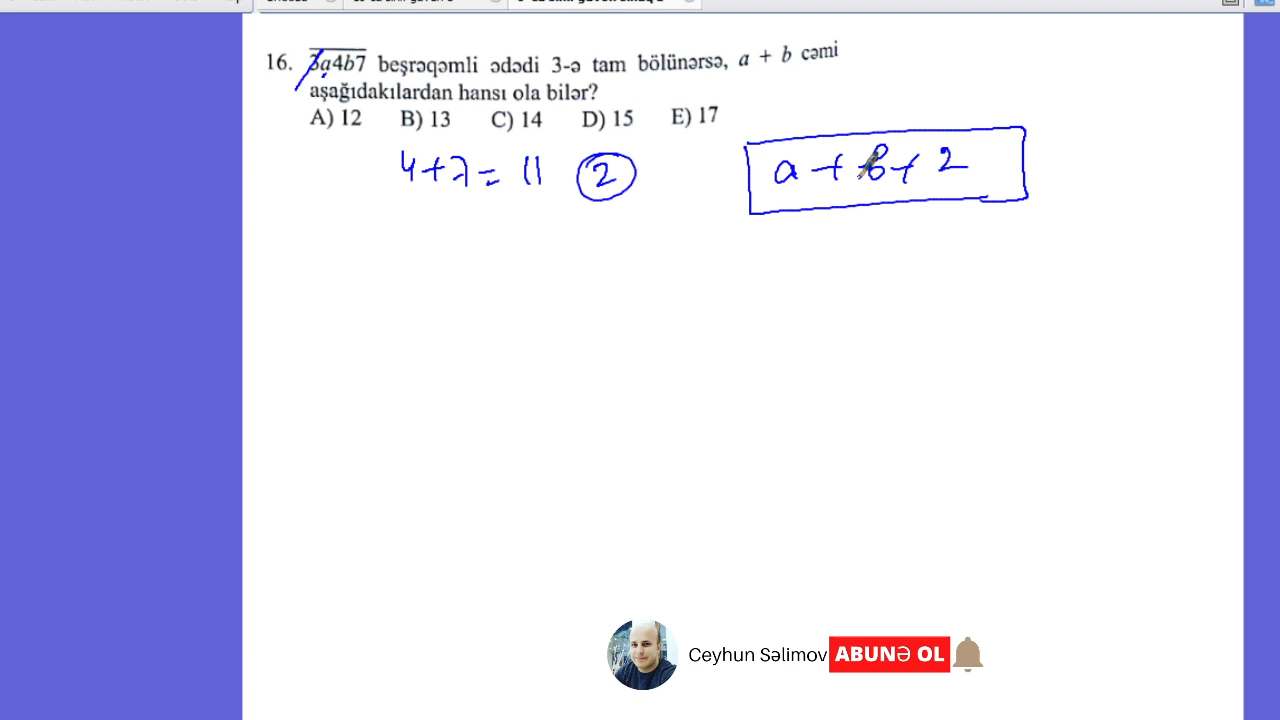 16. 3a4b7 beşrəqəmli ədədi 3-ə tam bölünərsə, a + b cəmi
aşağıdakılardan hansı ola bilər?
A) 12 B) 13 C) 14 D) 15 E) 17
4+7= 11 2
a + b + 2
Ceyhun Səlimov ABUNƏ OL